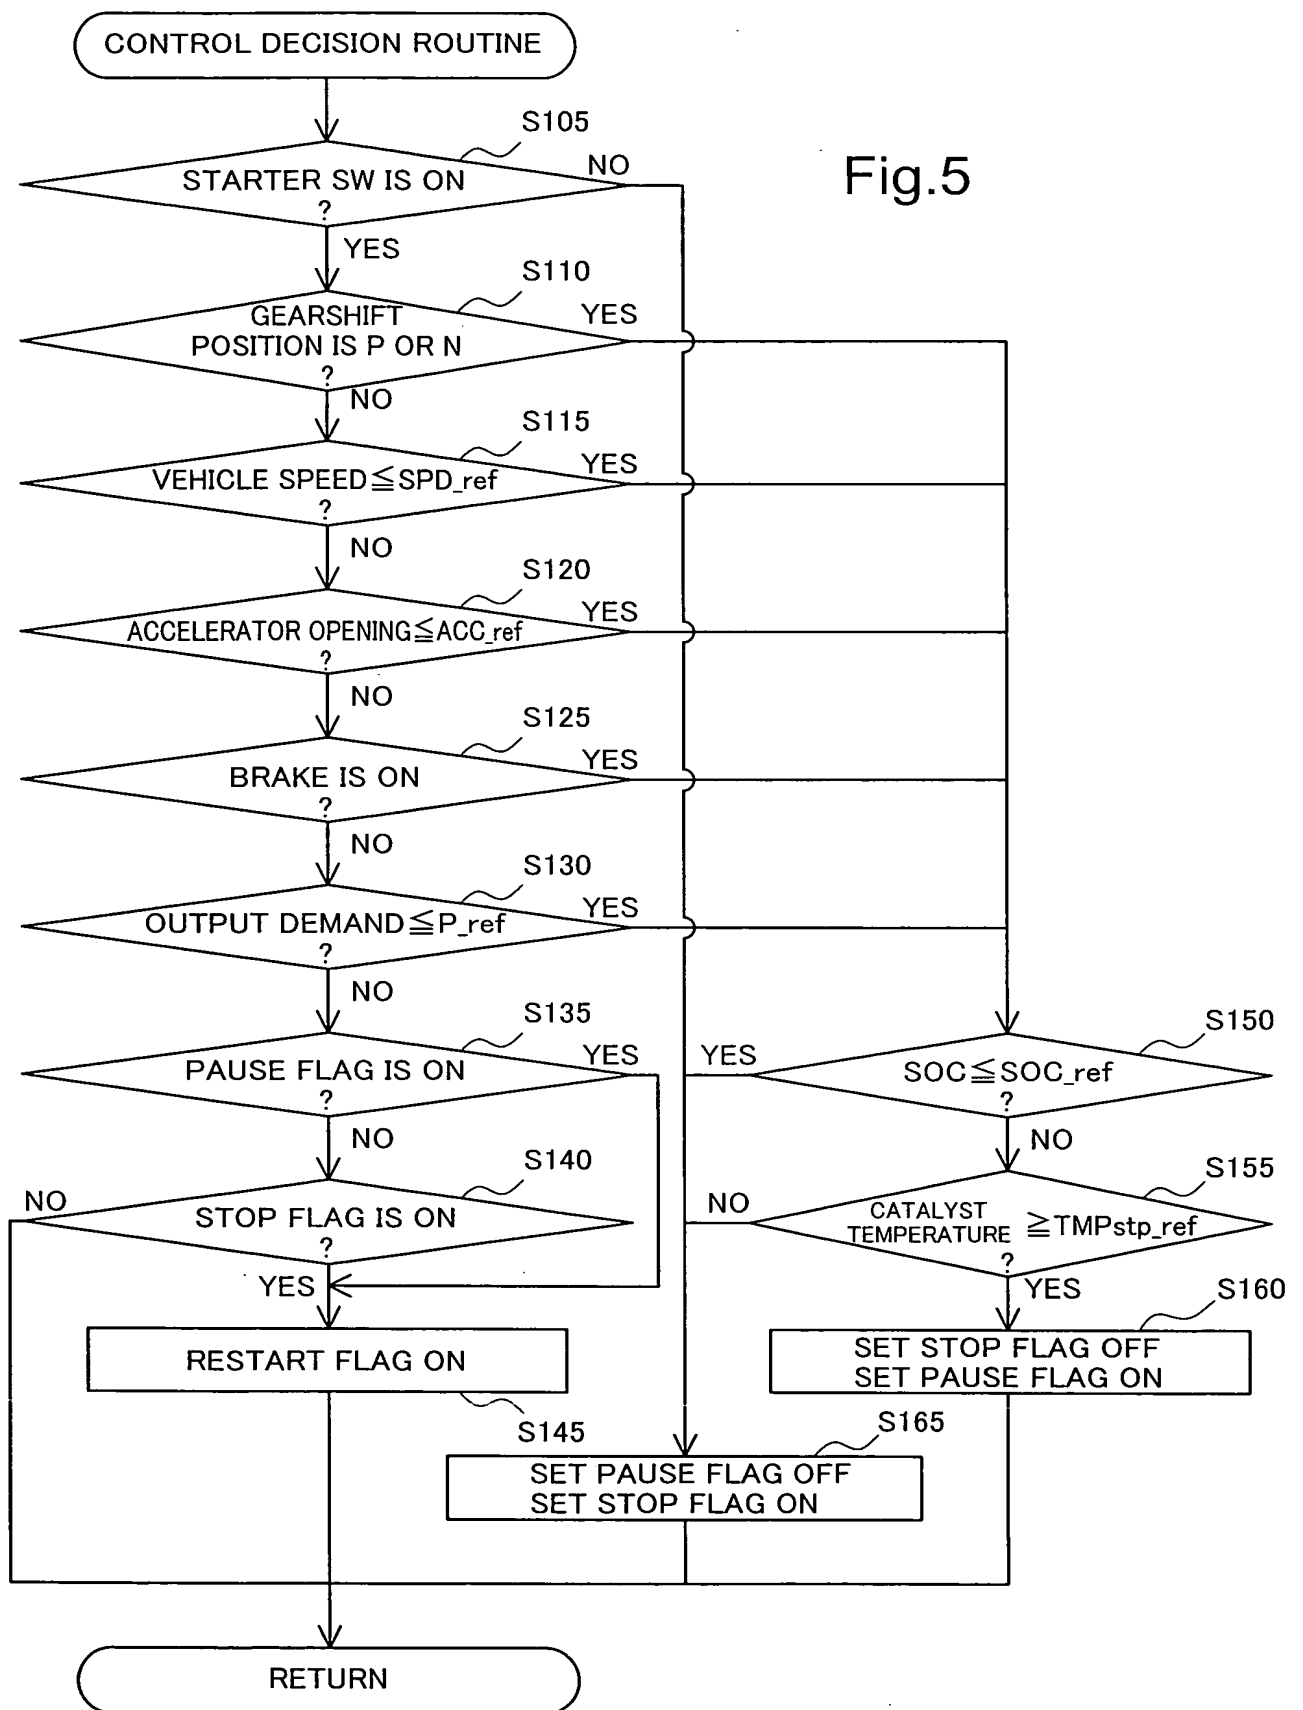 CONTROL DECISION ROUTINE
Fig.5
S105
STARTER SW IS ON
?
NO
YES
S110
GEARSHIFT
POSITION IS P OR N
?
YES
NO
S115
VEHICLE SPEED≦SPD_ref
?
YES
NO
S120
ACCELERATOR OPENING≦ACC_ref
?
YES
NO
S125
BRAKE IS ON
?
YES
NO
S130
OUTPUT DEMAND≦P_ref
?
YES
NO
S135
PAUSE FLAG IS ON
?
YES
NO
S150
SOC≦SOC_ref
?
YES
NO
S140
STOP FLAG IS ON
?
NO
YES
S155
CATALYST
TEMPERATURE ≧TMPstp_ref
?
NO
YES
RESTART FLAG ON
S145
S160
SET STOP FLAG OFF
SET PAUSE FLAG ON
S165
SET PAUSE FLAG OFF
SET STOP FLAG ON
RETURN